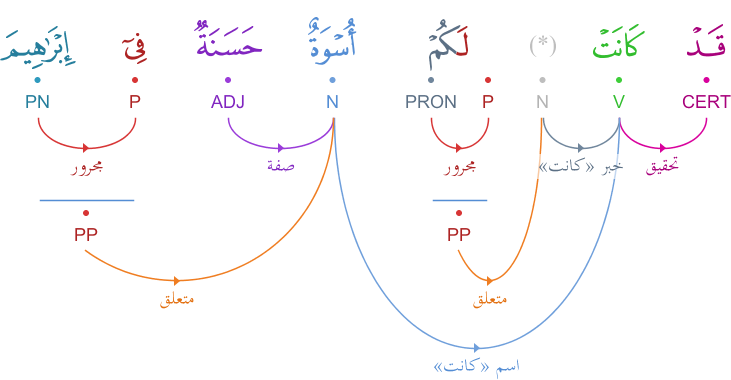 قَدْ كَانَتْ (*) لَكُمْ أُسْوَةٌ حَسَنَةٌ فِىٓ إِبْرَٰهِيمَ
CERT V N P PRON N ADJ P PN
تحقيق خبر «كانت» مجرور صفة مجرور
PP PP
متعلق متعلق
اسم «كانت»